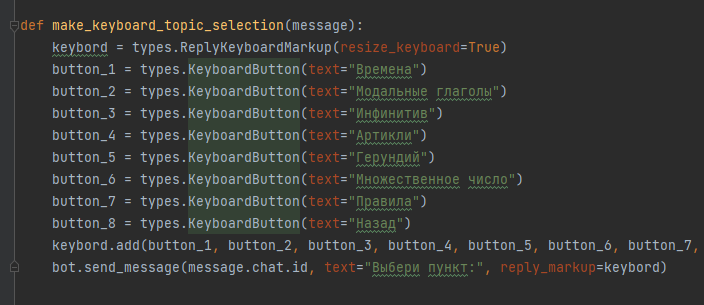 def make_keyboard_topic_selection(message):
keybord = types.ReplyKeyboardMarkup(resize_keyboard=True)
button_1 = types.KeyboardButton(text="Времена")
button_2 = types.KeyboardButton(text="Модальные глаголы")
button_3 = types.KeyboardButton(text="Инфинитив")
button_4 = types.KeyboardButton(text="Артикли")
button_5 = types.KeyboardButton(text="Герундий")
button_6 = types.KeyboardButton(text="Множественное число")
button_7 = types.KeyboardButton(text="Правила")
button_8 = types.KeyboardButton(text="Назад")
keybord.add(button_1, button_2, button_3, button_4, button_5, button_6, button_7,
bot.send_message(message.chat.id, text="Выбери пункт:", reply_markup=keybord)